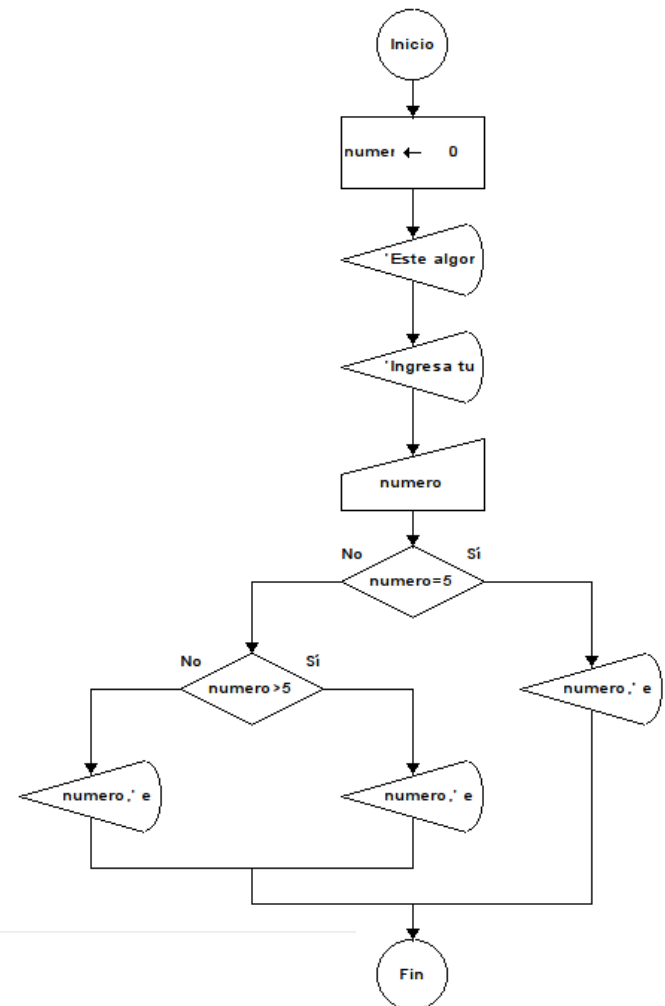 Inicio
numer ← 0
'Este algor
'Ingresa tu
numero
No Sí
numero=5
No Sí
numero>5
numero,' e
numero,' e
numero,' e
Fin